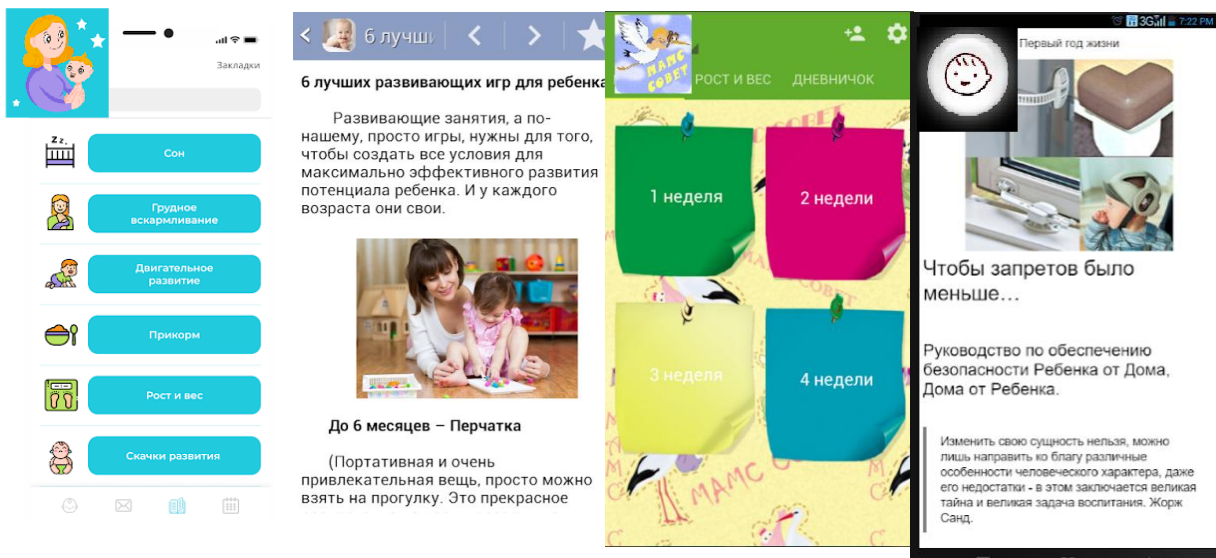 Закладки
Zz.
Сон
Грудное
вскармливание
Двигательное
развитие
Прикорм
Рост и вес
Скачки развития
6 лучши
6 лучших развивающих игр для ребенка
Развивающие занятия, а по-
нашему, просто игры, нужны для того,
чтобы создать все условия для
максимально эффективного развития
потенциала ребенка. И у каждого
возраста они свои.
До 6 месяцев – Перчатка
(Портативная и очень
привлекательная вещь, просто можно
взять на прогулку. Это прекрасное
МАМС
СОВЕТ
РОСТ И ВЕС ДНЕВНИЧОК
1 неделя
2 недели
3 неделя
4 недели
МАМС
СОВЕТ
3G 7:22 PM
Первый год жизни
Чтобы запретов было
меньше...
Руководство по обеспечению
безопасности Ребенка от Дома,
Дома от Ребенка.
Изменить свою сущность нельзя, можно
лишь направить ко благу различные
особенности человеческого характера, даже
его недостатки - в этом заключается великая
тайна и великая задача воспитания. Жорж
Санд.